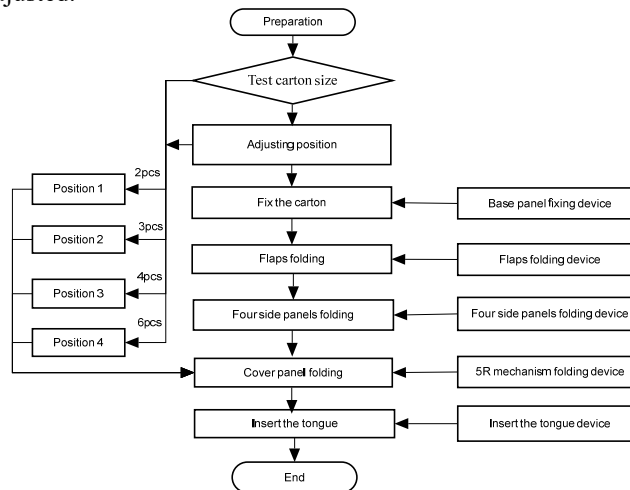 justed.
Preparation
Test carton size
Adjusting position
2pcs
Position 1
Fix the carton
Base panel fixing device
3pcs
Position 2
Flaps folding
Flaps folding device
4pcs
Position 3
Four side panels folding
Four side panels folding device
6pcs
Position 4
Cover panel folding
5R mechanism folding device
Insert the tongue
Insert the tongue device
End